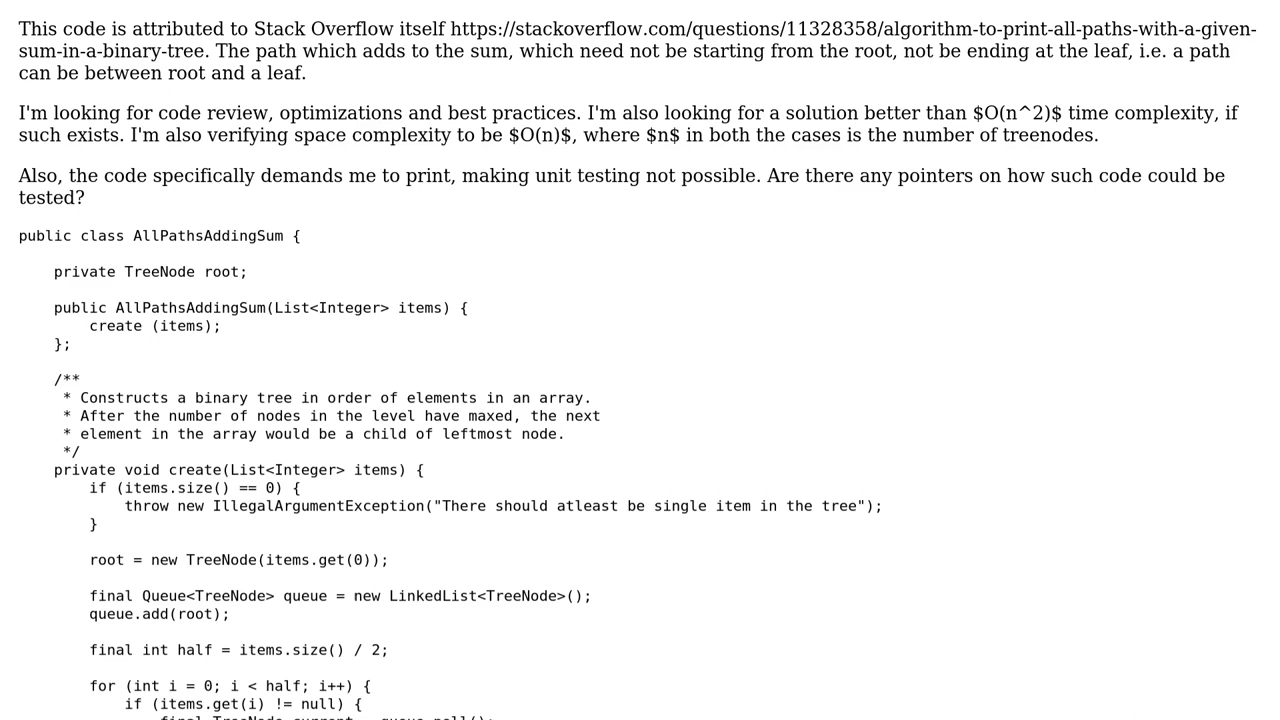 This code is attributed to Stack Overflow itself https://stackoverflow.com/questions/11328358/algorithm-to-print-all-paths-with-a-given-
sum-in-a-binary-tree. The path which adds to the sum, which need not be starting from the root, not be ending at the leaf, i.e. a path
can be between root and a leaf.
I'm looking for code review, optimizations and best practices. I'm also looking for a solution better than $O(n^2)$ time complexity, if
such exists. I'm also verifying space complexity to be $O(n)$, where $n$ in both the cases is the number of treenodes.
Also, the code specifically demands me to print, making unit testing not possible. Are there any pointers on how such code could be
tested?
public class AllPathsAddingSum {
    private TreeNode root;
    public AllPathsAddingSum(List<Integer> items) {
        create (items);
    };
    /**
     * Constructs a binary tree in order of elements in an array.
     * After the number of nodes in the level have maxed, the next
     * element in the array would be a child of leftmost node.
     */
    private void create(List<Integer> items) {
        if (items.size() == 0) {
            throw new IllegalArgumentException("There should atleast be single item in the tree");
        }
        root = new TreeNode(items.get(0));
        final Queue<TreeNode> queue = new LinkedList<TreeNode>();
        queue.add(root);
        final int half = items.size() / 2;
        for (int i = 0; i < half; i++) {
            if (items.get(i) != null) {
                final TreeNode current = queue.poll();